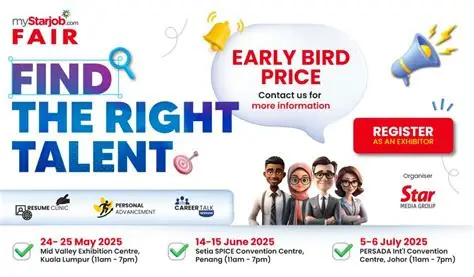 myStarjob.com
FAIR
FIND
THE RIGHT
TALENT
EARLY BIRD
PRICE
Contact us for
more information
REGISTER
AS AN EXHIBITOR
RESUME CLINIC
PERSONAL
ADVANCEMENT
CAREER TALK
SESSIONS
Organiser
Star
MEDIA GROUP
24- 25 May 2025
Mid Valley Exhibition Centre,
Kuala Lumpur (11am - 7pm)
14-15 June 2025
Setia SPICE Convention Centre,
Penang (11am - 7pm)
5-6 July 2025
PERSADA Int'l Convention
Centre, Johor (11am - 7pm)